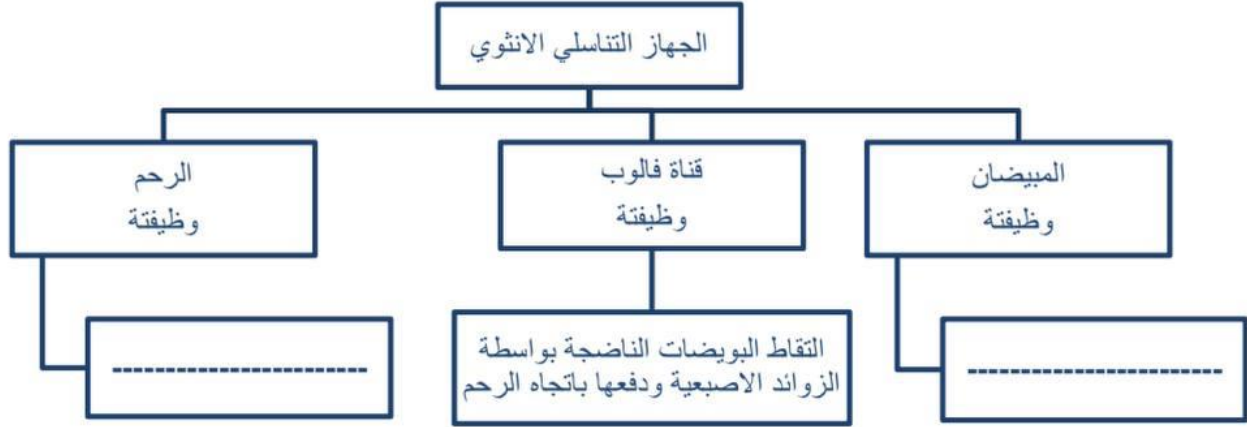 الجهاز التناسلي الانثوي
المبيضان
وظيفتة
قناة فالوب
وظيفتة
الرحم
وظيفتة
------------------------
التقاط البويضات الناضجة بواسطة
الزوائد الاصبعية ودفعها باتجاه الرحم
------------------------